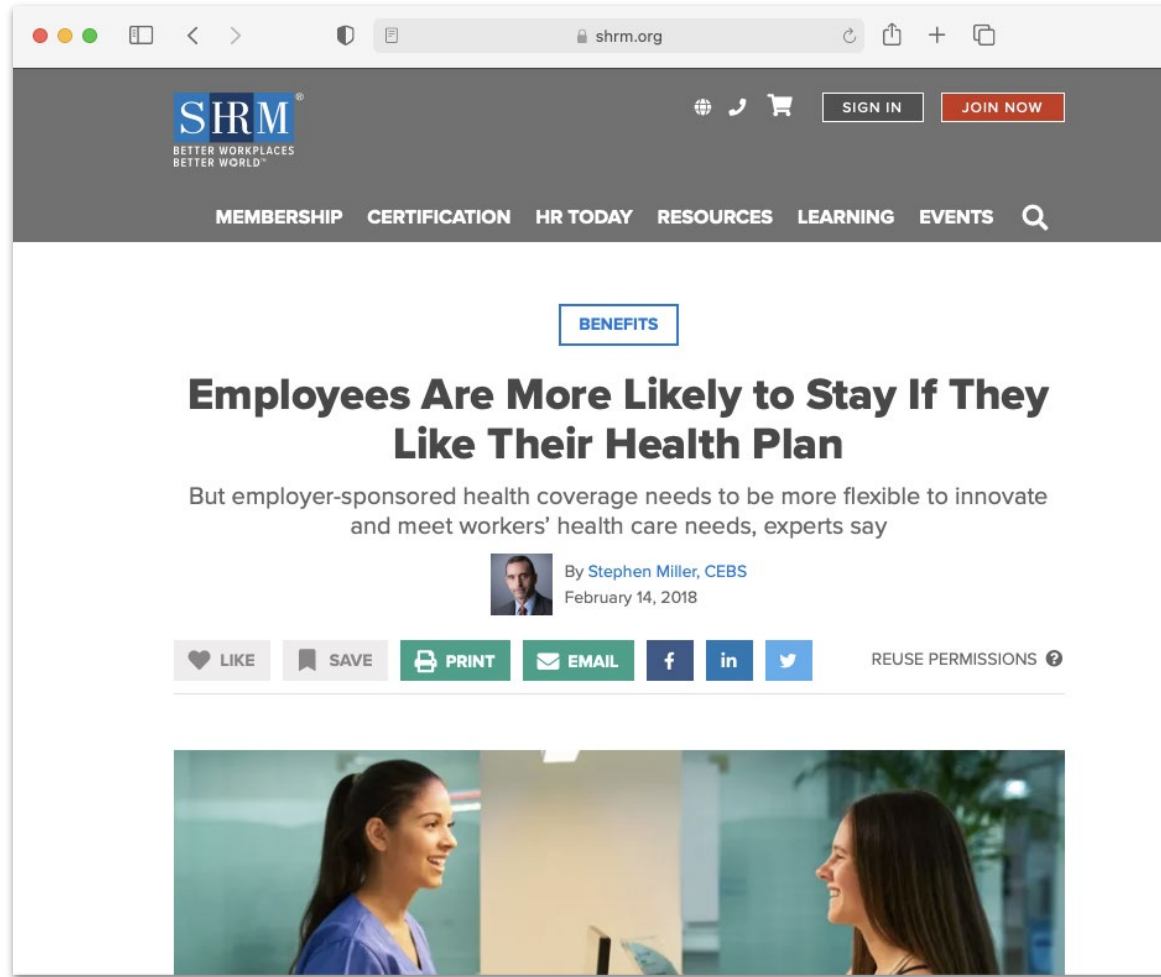 shrm.org
SHRM®
BETTER WORKPLACES
BETTER WORLD™
SIGN IN
JOIN NOW
MEMBERSHIP CERTIFICATION HR TODAY RESOURCES LEARNING EVENTS
BENEFITS
Employees Are More Likely to Stay If They
Like Their Health Plan
But employer-sponsored health coverage needs to be more flexible to innovate
and meet workers’ health care needs, experts say
By Stephen Miller, CEBS
February 14, 2018
LIKE SAVE PRINT EMAIL f in REUSE PERMISSIONS ?